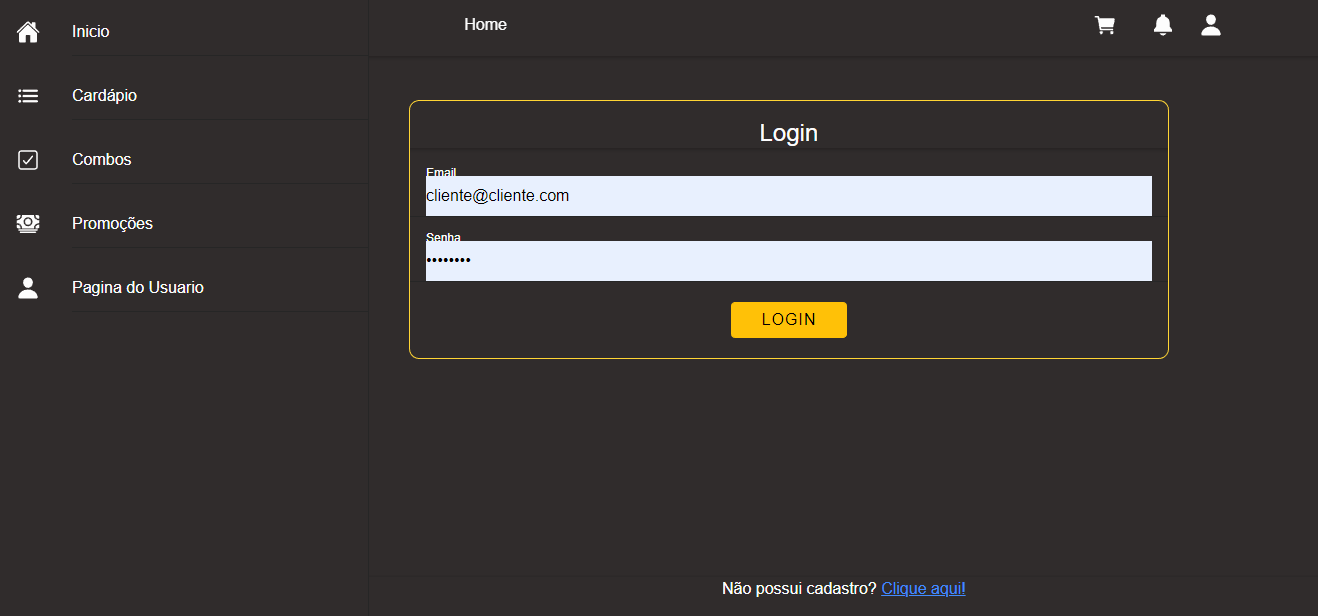 Inicio
Cardápio
Combos
Promoções
Pagina do Usuario
Home
Login
Email
cliente@cliente.com
Senha
••••••••
LOGIN
Não possui cadastro? Clique aqui!